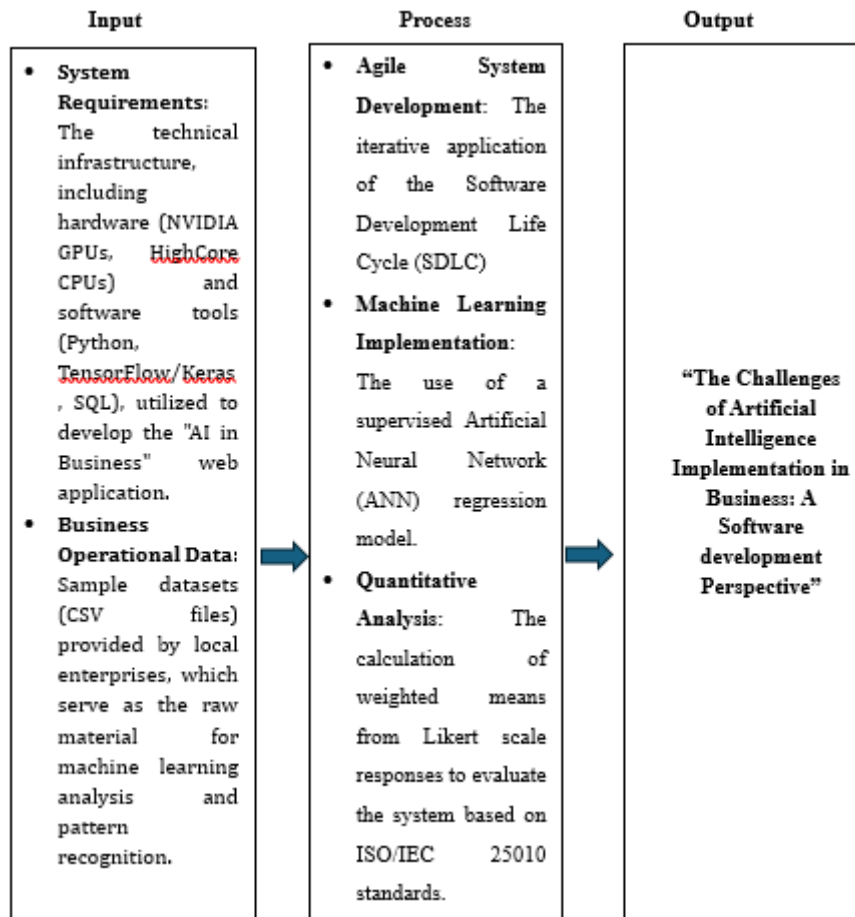 Input
Process
Output
• System
Requirements:
The technical
infrastructure,
including
hardware (NVIDIA
GPUs, HighCore
CPUs) and
software tools
(Python,
TensorFlow/Keras
, SQL), utilized to
develop the "AI in
Business" web
application.
• Business
Operational Data:
Sample datasets
(CSV files)
provided by local
enterprises, which
serve as the raw
material for
machine learning
analysis and
pattern
recognition.
• Agile System
Development: The
iterative application
of the Software
Development Life
Cycle (SDLC)
• Machine Learning
Implementation:
The use of a
supervised Artificial
Neural Network
(ANN) regression
model.
• Quantitative
Analysis: The
calculation of
weighted means
from Likert scale
responses to evaluate
the system based on
ISO/IEC 25010
standards.
“The Challenges
of Artificial
Intelligence
Implementation in
Business: A
Software
development
Perspective”